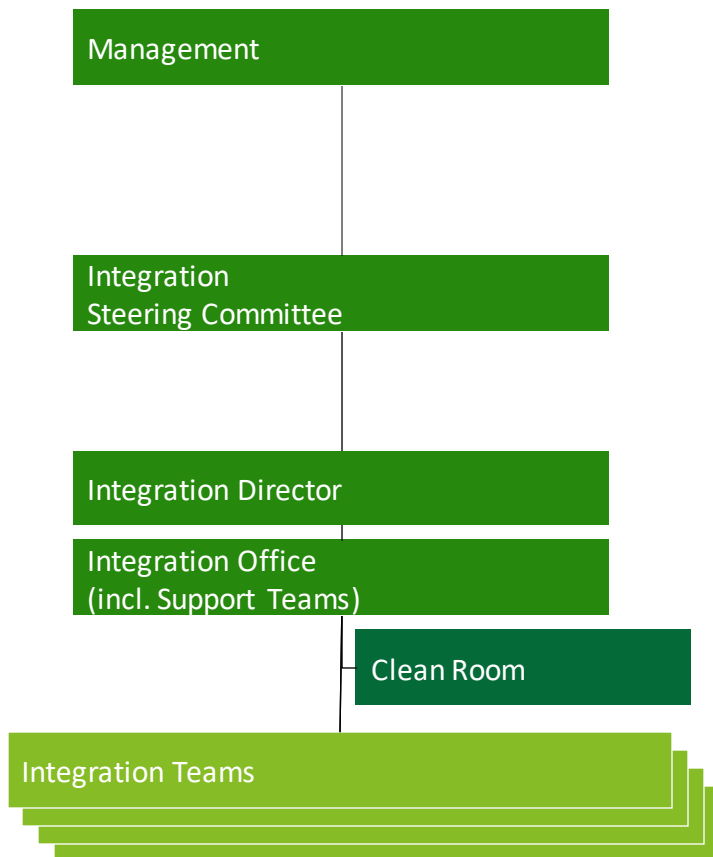 Management
Integration
Steering Committee
Integration Director
Integration Office
(incl. Support Teams)
Clean Room
Integration Teams